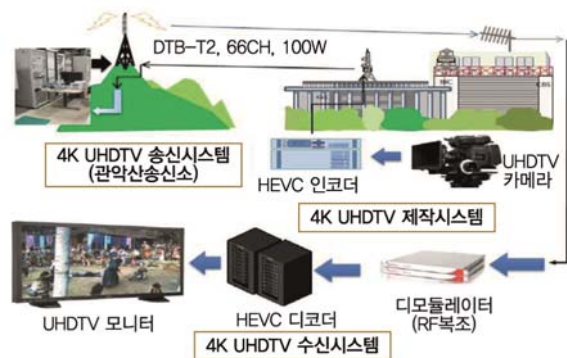 DTB-T2, 66CH, 100W
KBS
4K UHDTV 송신시스템
(관악산송신소)
HEVC 인코더
UHDTV
카메라
4K UHDTV 제작시스템
UHDTV 모니터
HEVC 디코더
디모듈레이터
(RF복조)
4K UHDTV 수신시스템